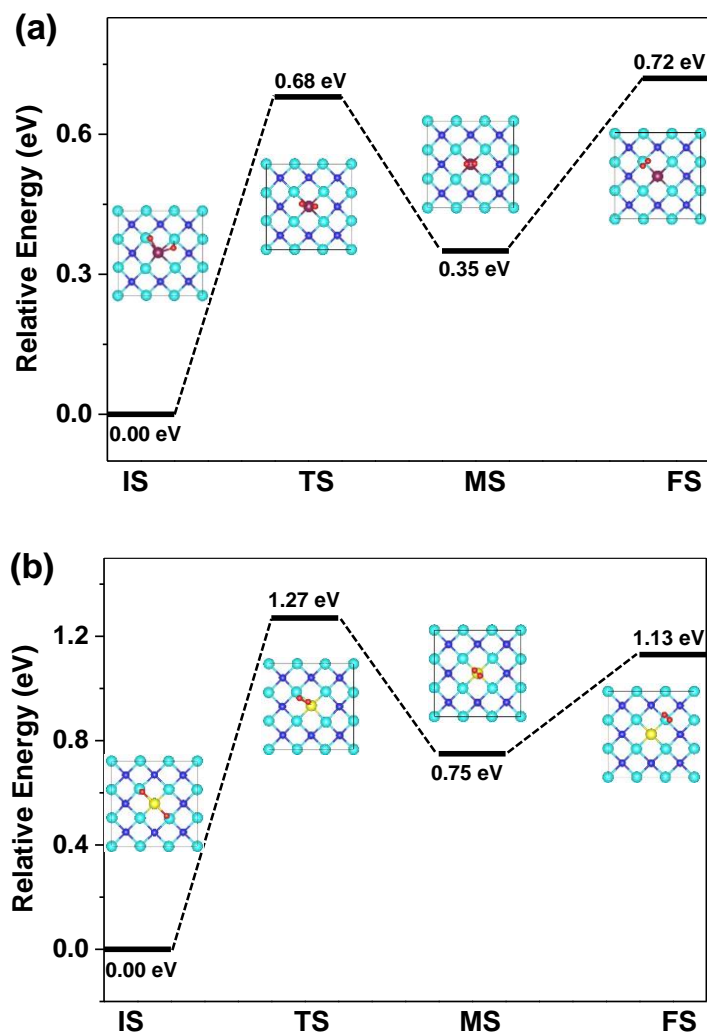 (a)
Relative Energy (eV)
0.6
0.3
0.0
0.00 eV
0.68 eV
0.35 eV
0.72 eV
IS TS MS FS
(b)
Relative Energy (eV)
1.2
0.8
0.4
0.0
0.00 eV
1.27 eV
0.75 eV
1.13 eV
IS TS MS FS